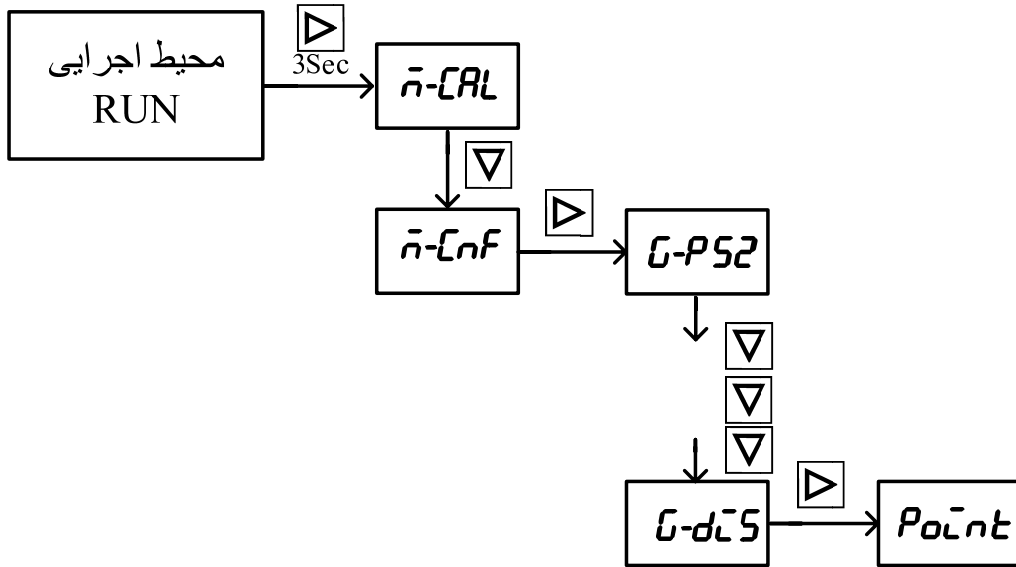 محیط اجرایی
RUN
3Sec
n̄-CAL
n̄-CnF
G-PS2
G-diS
Point